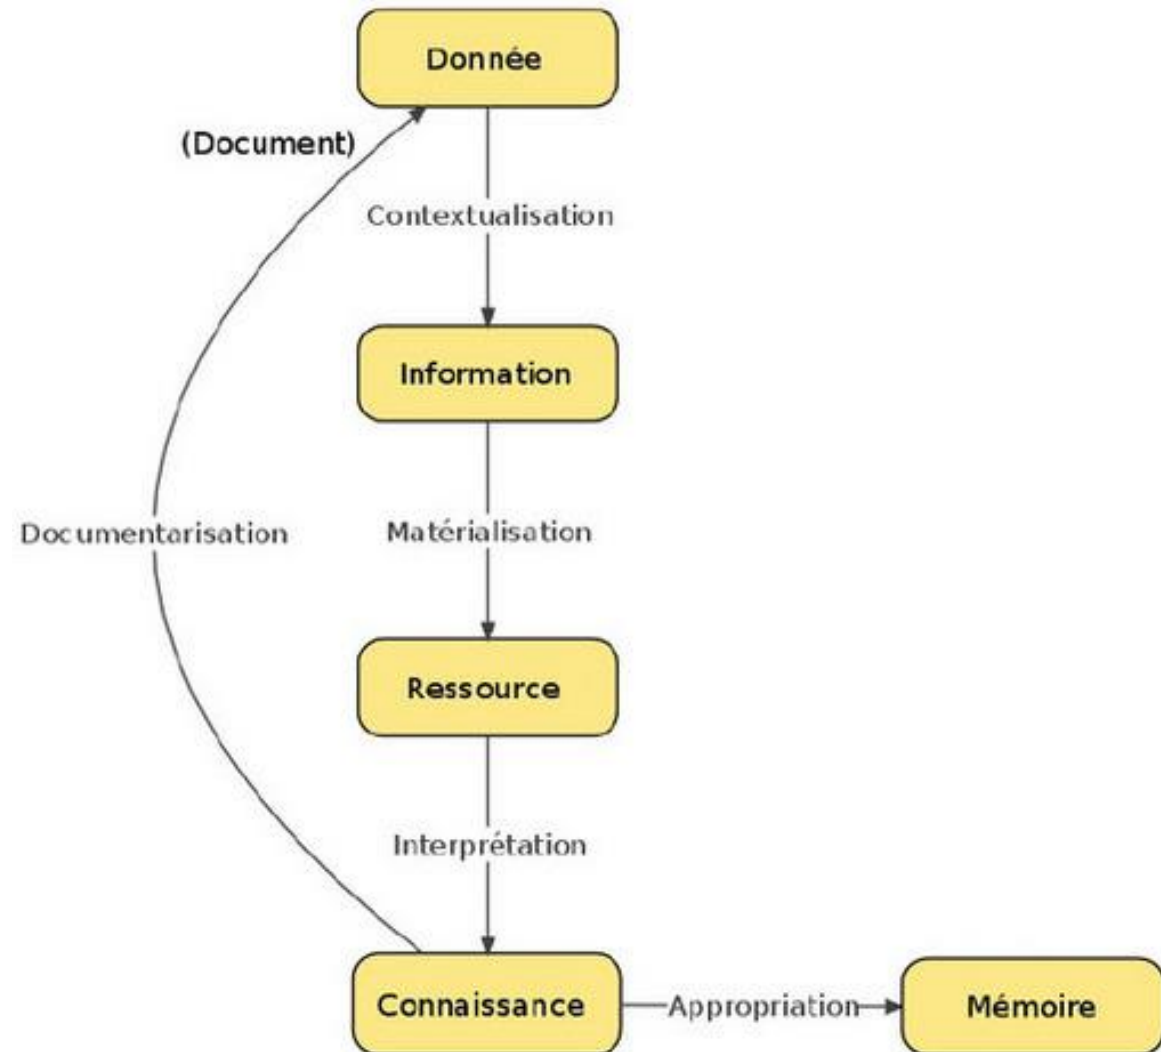 Donnée
(Document)
Contextualisation
Information
Documentarisation
Matérialisation
Ressource
Interprétation
Connaissance
Appropriation
Mémoire